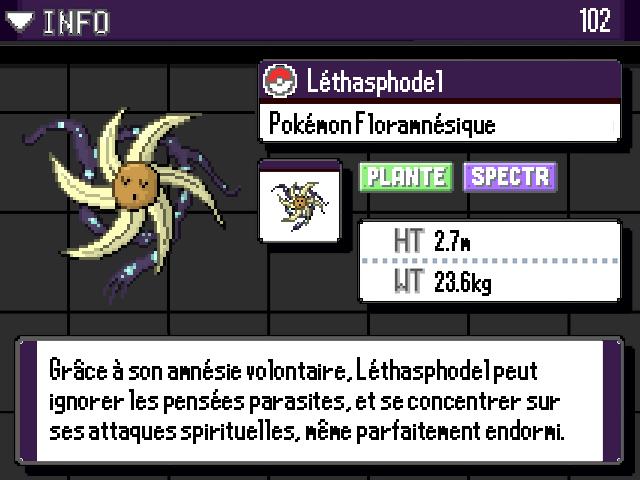 INFO
102
Léthasphodel
Pokémon Floramnésique
PLANTE
SPECTR
HT 2.7m
WT 23.6kg
Grâce à son amnésie volontaire, Léthasphodel peut
ignorer les pensées parasites, et se concentrer sur
ses attaques spirituelles, même parfaitement endormi.